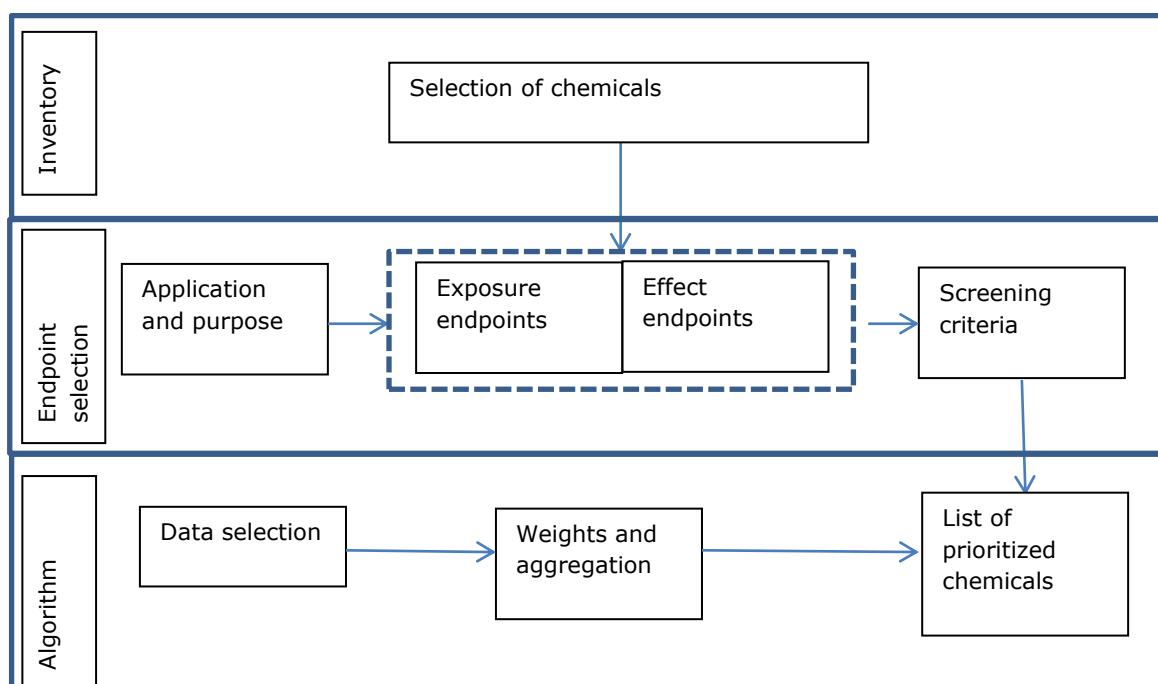 Inventory
Selection of chemicals
Endpoint
selection
Application
and purpose
Exposure
endpoints
Effect
endpoints
Screening
criteria
Algorithm
Data selection
Weights and
aggregation
List of
prioritized
chemicals